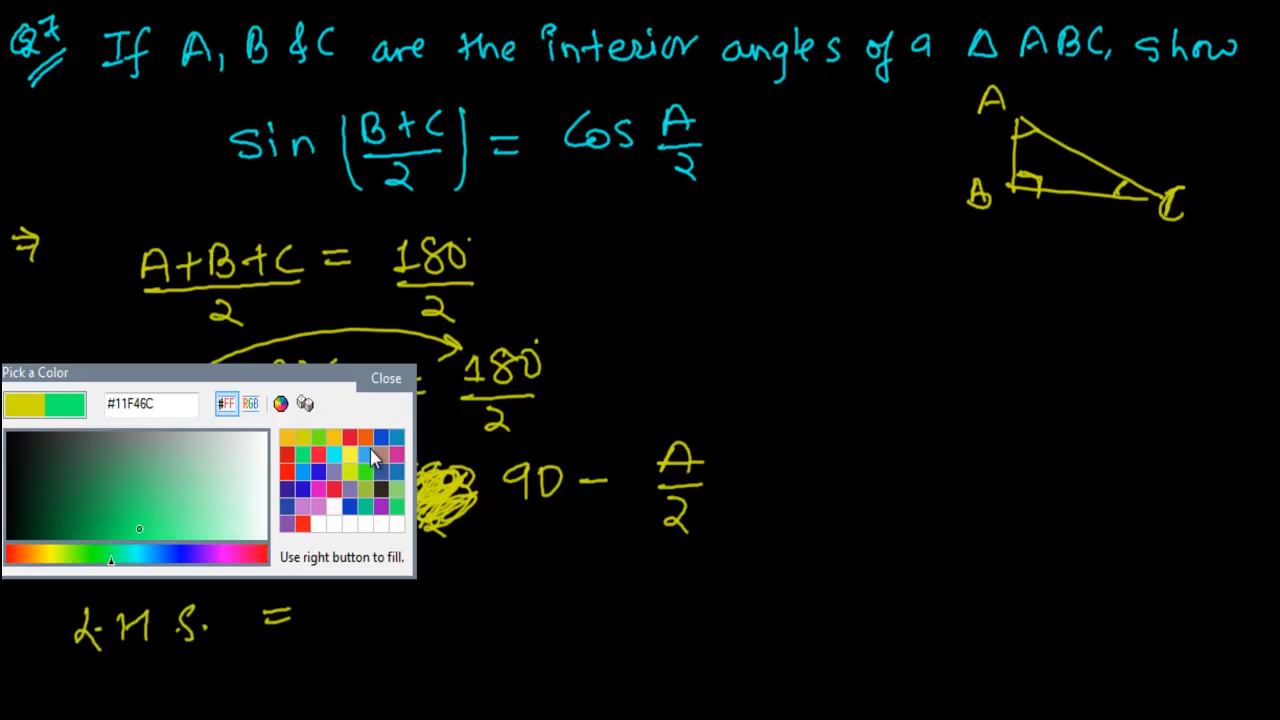 Q7 If A, B & C are the interior angles of a Δ ABC, show
sin (B+C/2) = Cos A/2
A
B
C
⇒ A+B+C/2 = 180°/2
= 180°/2
90 - A/2
Pick a Color
Close
#11F46C
#FF
RGB
Use right button to fill.
L.H.S. =